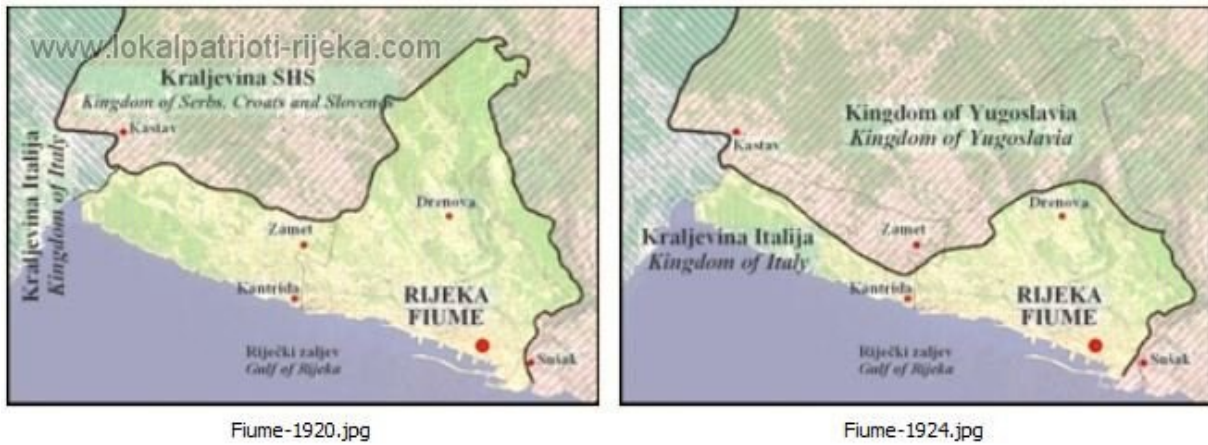 www.lokalpatrioti-rijeka.com
Kraljevina SHS
Kingdom of Serbs, Croats and Slovenes
Kastav
Kraljevina Italija
Kingdom of Italy
Drenova
Zamet
Kantrida
RIJEKA
FIUME
Riječki zaljev
Gulf of Rijeka
Sušak
Fiume-1920.jpg
Kingdom of Yugoslavia
Kingdom of Yugoslavia
Kastav
Drenova
Zamet
Kraljevina Italija
Kingdom of Italy
Kantrida
RIJEKA
FIUME
Riječki zaljev
Gulf of Rijeka
Sušak
Fiume-1924.jpg